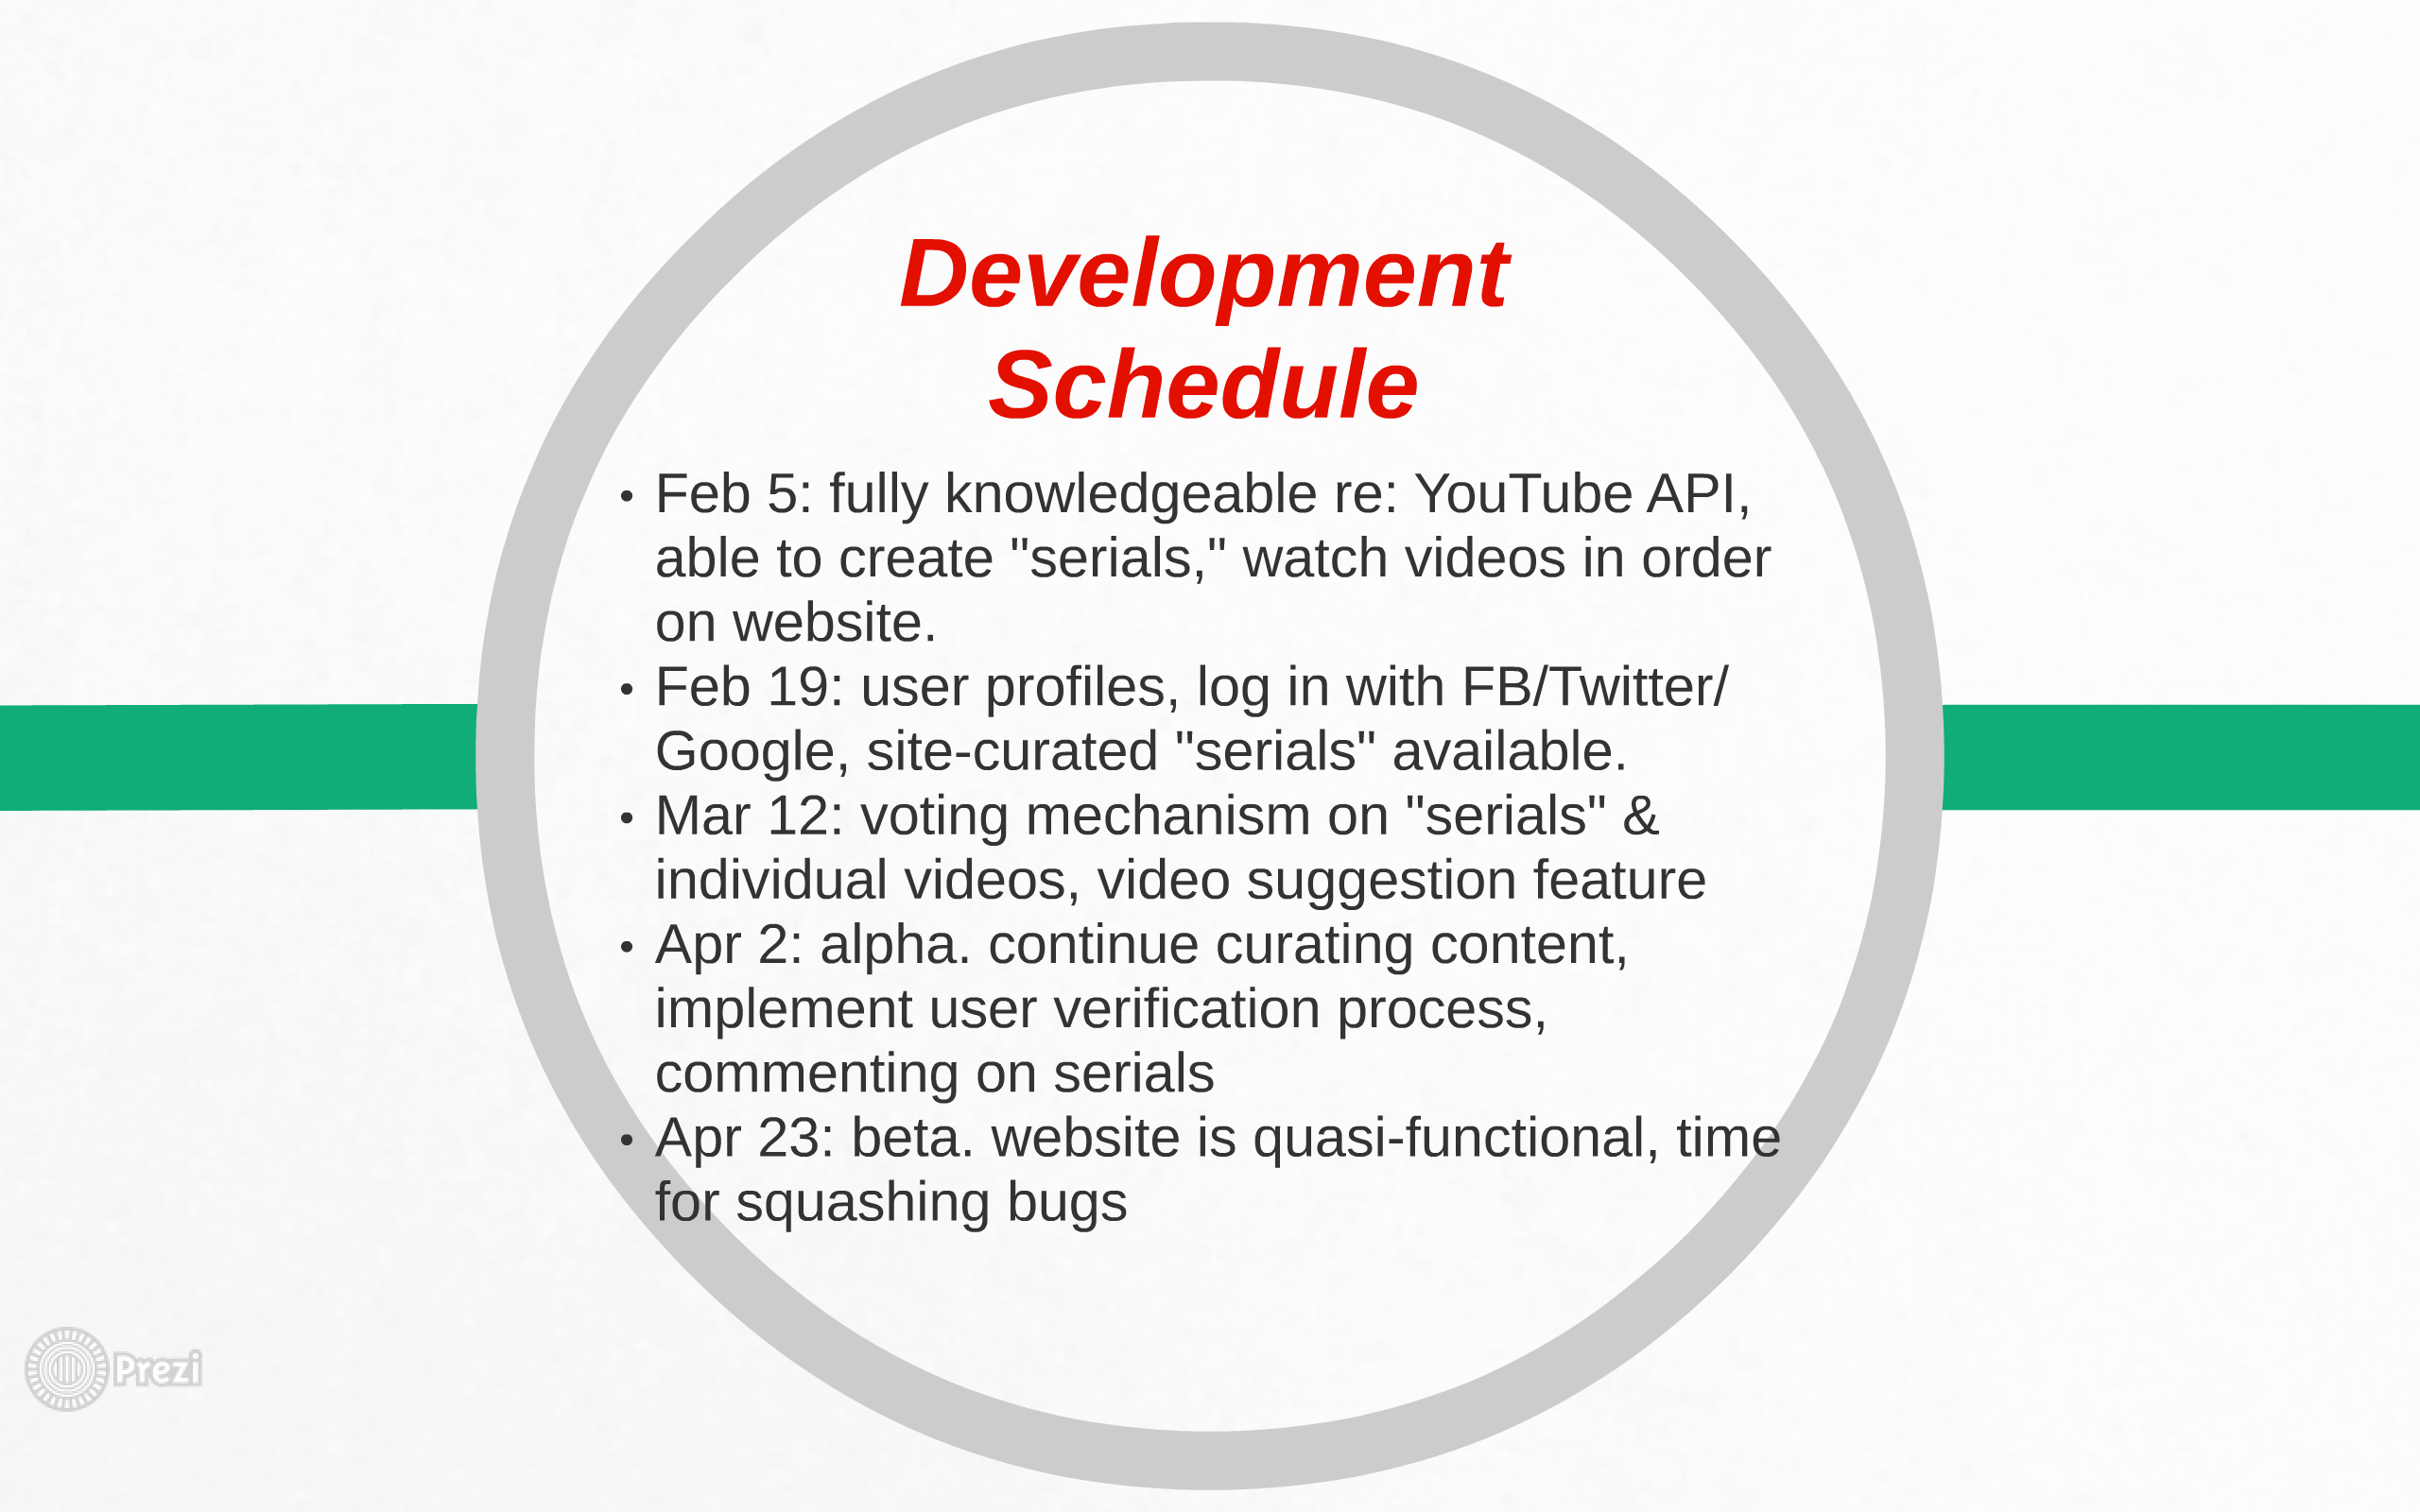 Development
Schedule
• Feb 5: fully knowledgeable re: YouTube API,
able to create "serials," watch videos in order
on website.
• Feb 19: user profiles, log in with FB/Twitter/
Google, site-curated "serials" available.
• Mar 12: voting mechanism on "serials" &
individual videos, video suggestion feature
• Apr 2: alpha. continue curating content,
implement user verification process,
commenting on serials
• Apr 23: beta. website is quasi-functional, time
for squashing bugs
Prezi